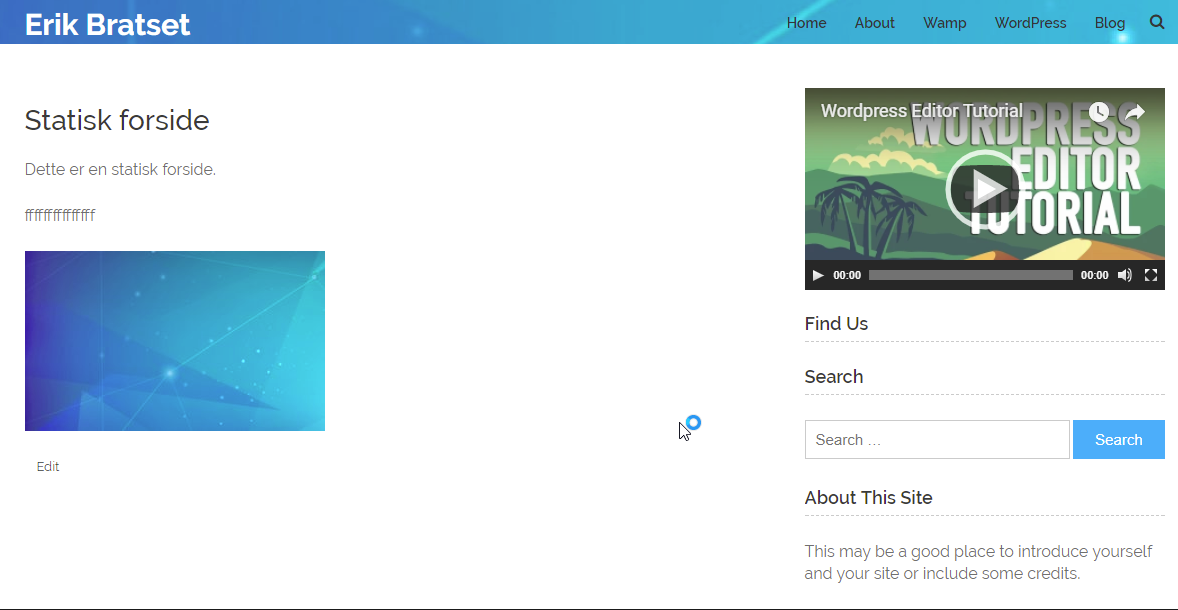 Erik Bratset
Home About Wamp WordPress Blog
Statisk forside
Dette er en statisk forside.
ffffffffffffffff
Edit
Wordpress Editor Tutorial
WORDPRESS
EDITOR
TUTORIAL
00:00 00:00
Find Us
Search
Search ... Search
About This Site
This may be a good place to introduce yourself
and your site or include some credits.